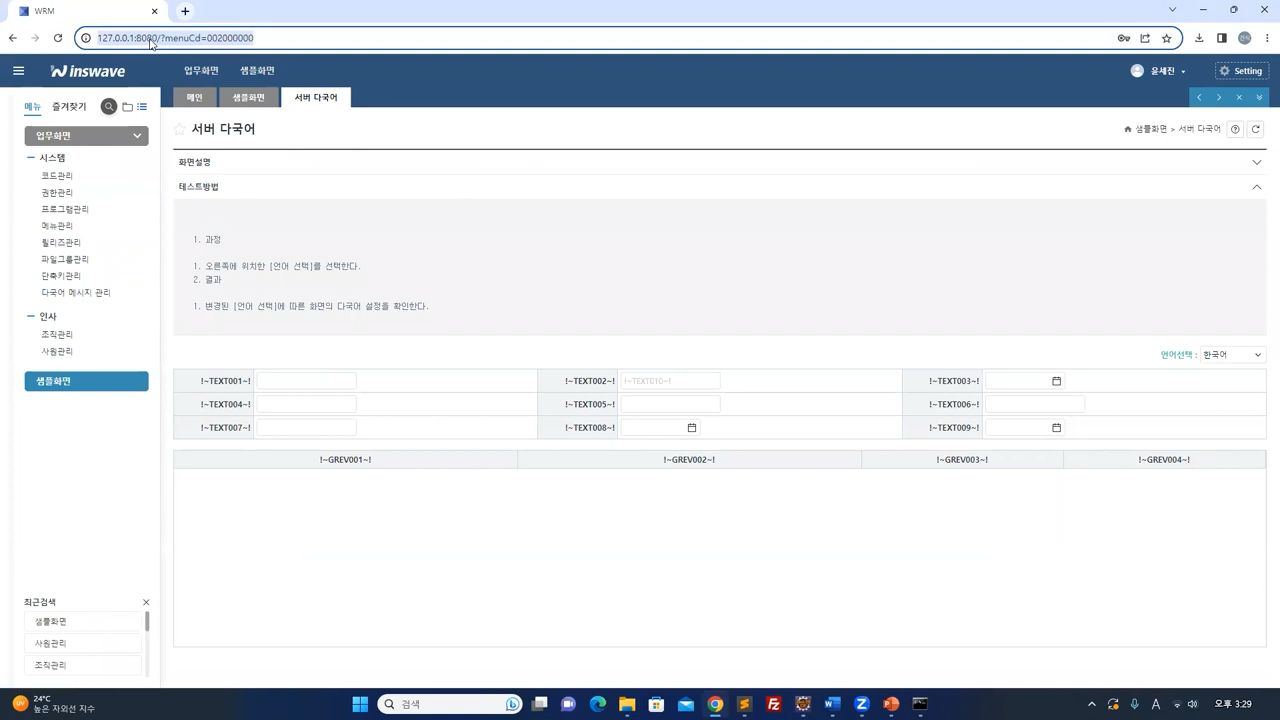 WRM
127.0.0.1:8080/?menuCd=002000000
inswave
업무화면
샘플화면
윤세진
Setting
메뉴
즐겨찾기
메인
샘플화면
서버 다국어
업무화면
서버 다국어
샘플화면 > 서버 다국어
시스템
화면설명
코드관리
테스트방법
권한관리
프로그램관리
메뉴관리
릴리즈관리
파일그룹관리
단축키관리
다국어 메시지 관리
인사
조직관리
사원관리
샘플화면
1. 과정
1. 오른쪽에 위치한 [언어 선택]를 선택한다.
2. 결과
1. 변경된 [언어 선택]에 따른 화면의 다국어 설정을 확인한다.
언어선택 : 한국어
!~TEXT001~!
!~TEXT002~!
!~TEXT010~!
!~TEXT003~!
!~TEXT004~!
!~TEXT005~!
!~TEXT006~!
!~TEXT007~!
!~TEXT008~!
!~TEXT009~!
!~GREV001~!
!~GREV002~!
!~GREV003~!
!~GREV004~!
최근검색
샘플화면
사원관리
조직관리
24°C
높은 자외선 지수
검색
A
오후 3:29